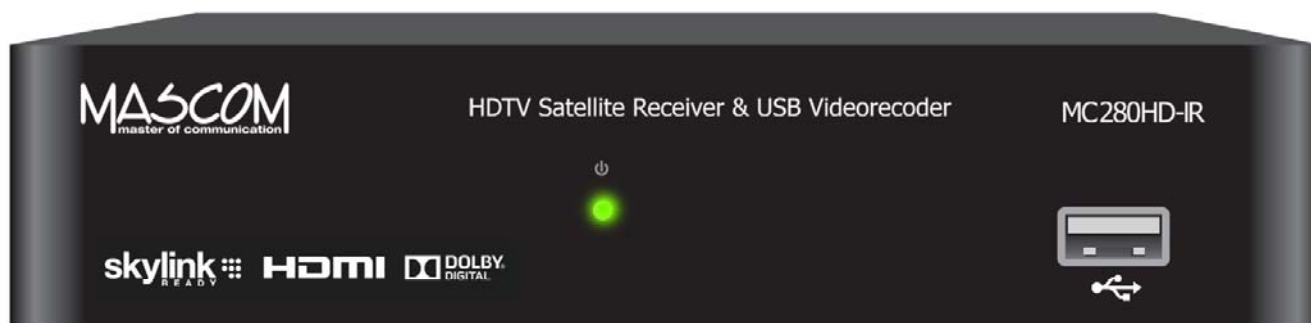 MASCOM
master of communication
HDTV Satellite Receiver & USB Videorecoder
MC280HD-IR
skylink
READY
HDMI
DOLBY
DIGITAL